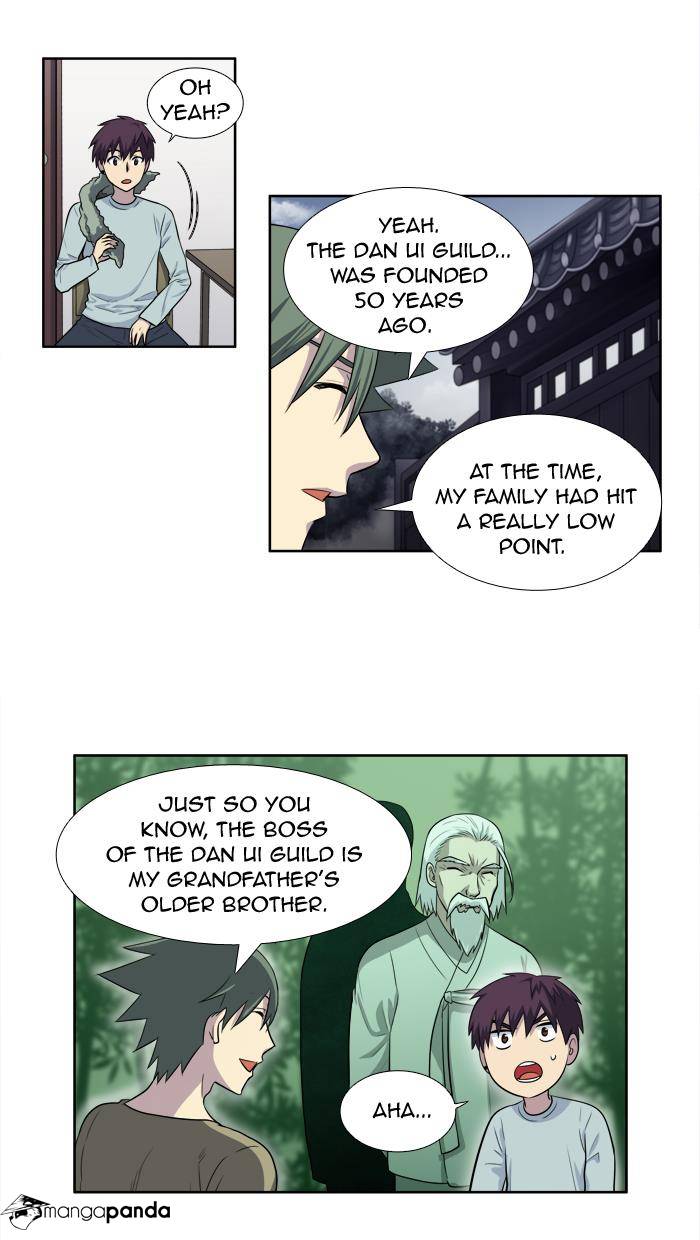 OH
YEAH?
YEAH.
THE DAN UI GUILD...
WAS FOUNDED
50 YEARS
AGO.
AT THE TIME,
MY FAMILY HAD HIT
A REALLY LOW
POINT.
JUST SO YOU
KNOW, THE BOSS
OF THE DAN UI GUILD IS
MY GRANDFATHER'S
OLDER BROTHER.
AHA...
mangapanda